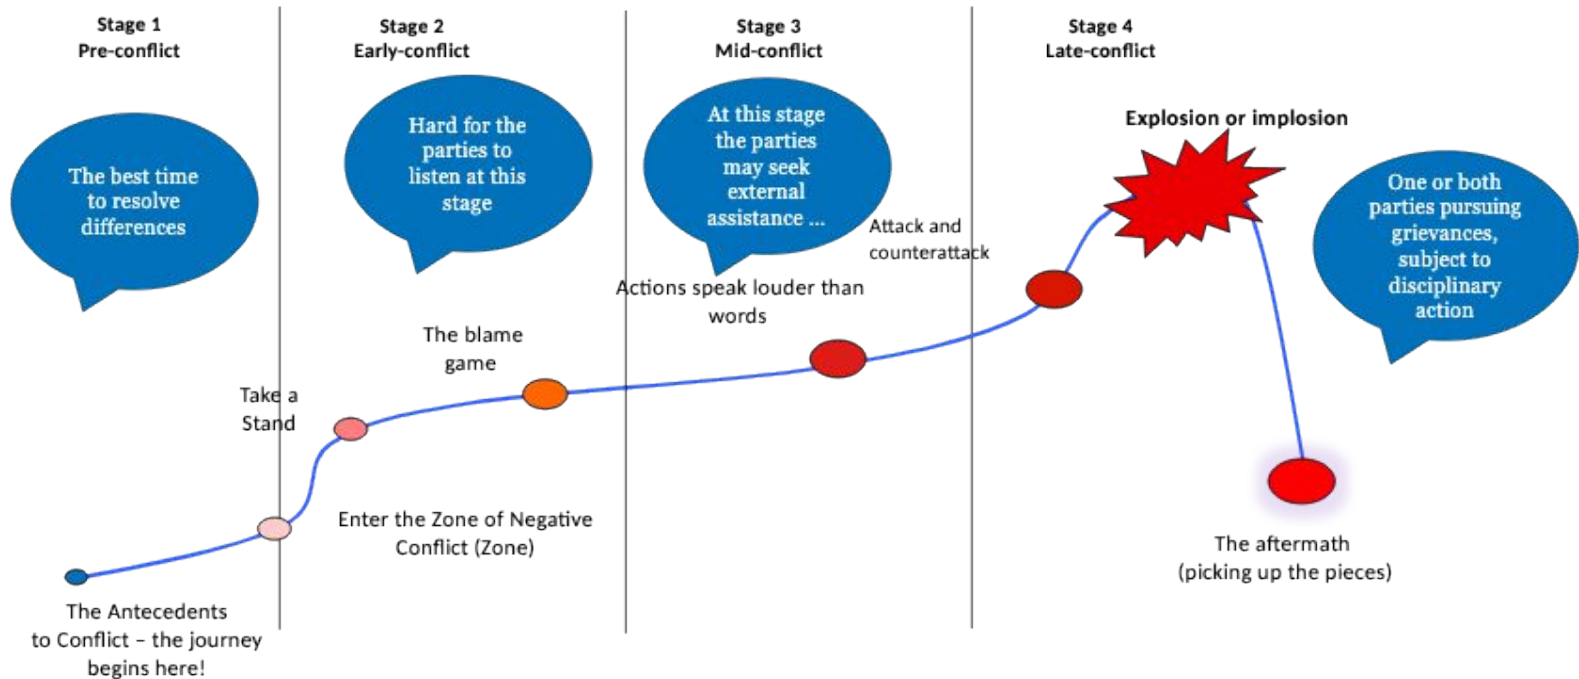 Stage 1
Pre-conflict
Stage 2
Early-conflict
Stage 3
Mid-conflict
Stage 4
Late-conflict
The best time
to resolve
differences
Hard for the
parties to
listen at this
stage
At this stage
the parties
may seek
external
assistance ...
Explosion or implosion
One or both
parties pursuing
grievances,
subject to
disciplinary
action
Attack and
counterattack
Actions speak louder than
words
The blame
game
Take a
Stand
Enter the Zone of Negative
Conflict (Zone)
The aftermath
(picking up the pieces)
The Antecedents
to Conflict – the journey
begins here!